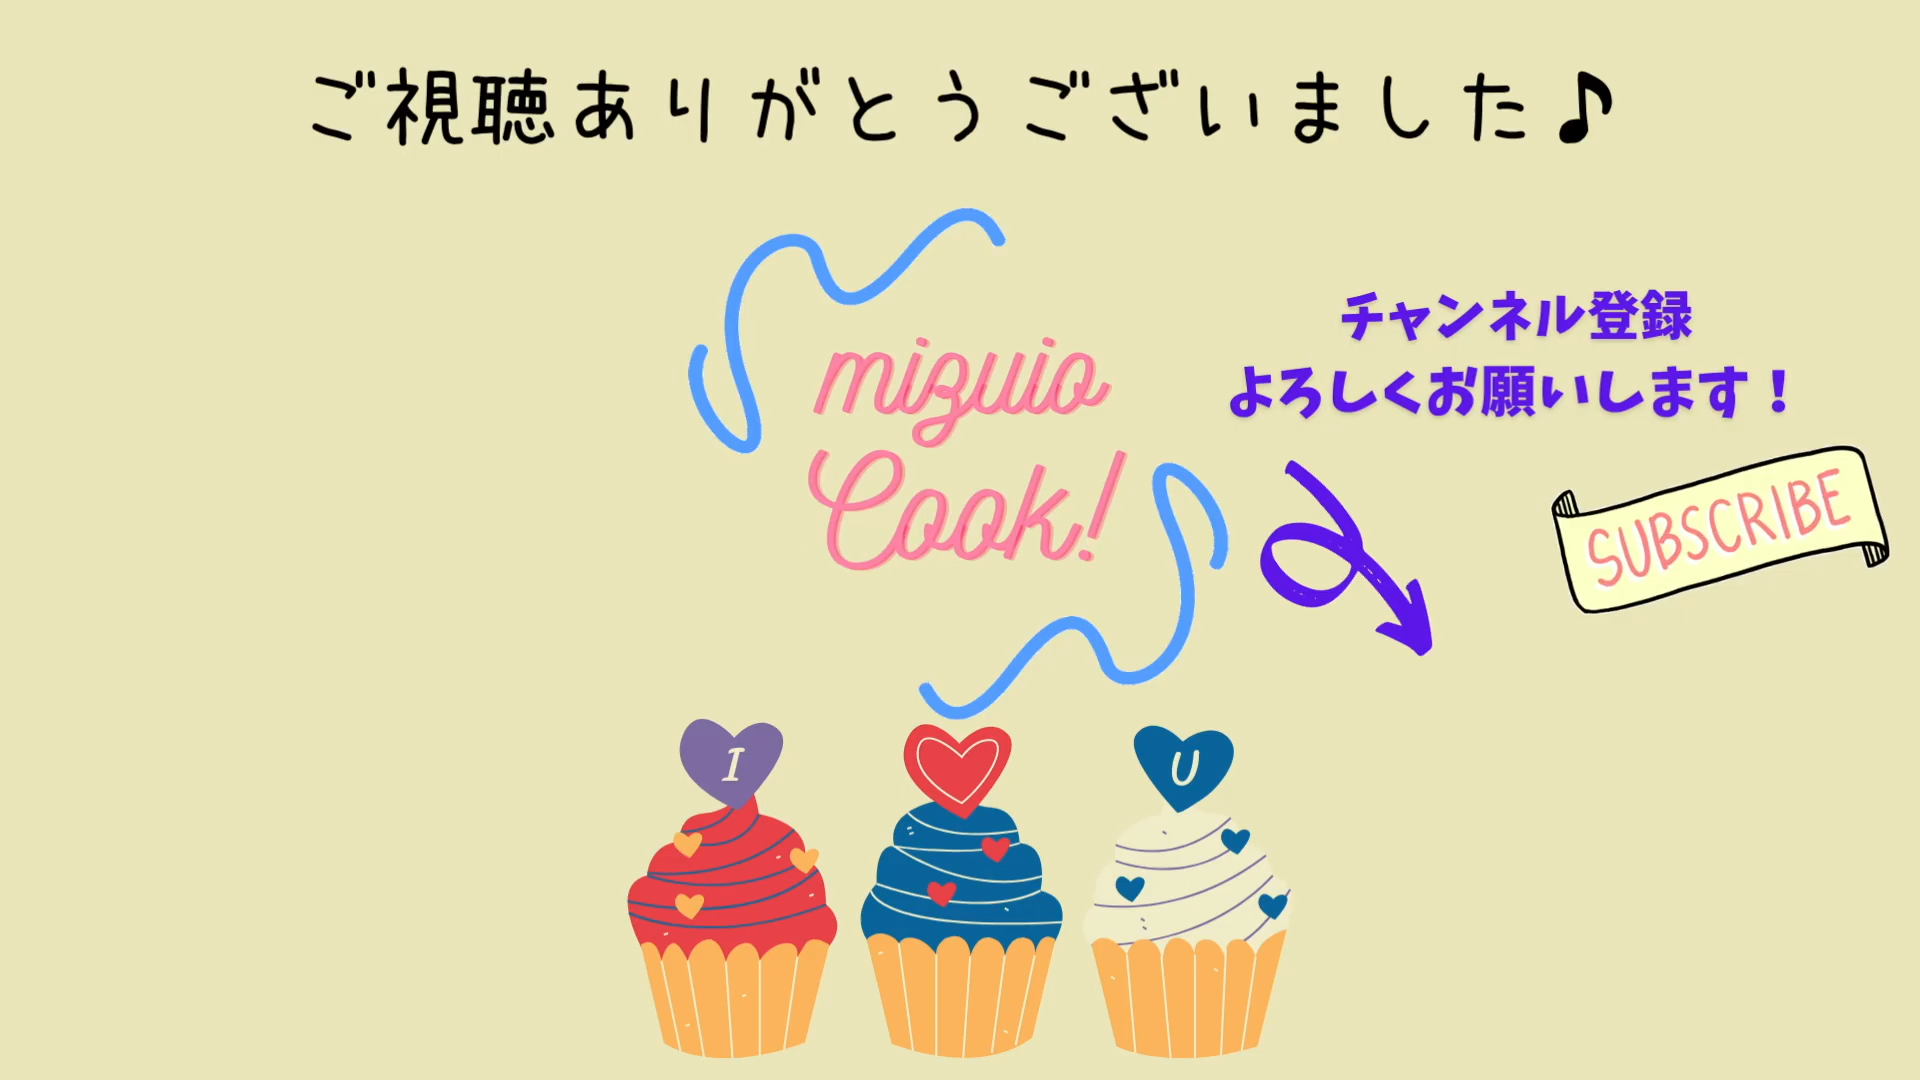 ご視聴ありがとうございました♪
mizuio
Cook!
チャンネル登録
よろしくお願いします！
SUBSCRIBE
I
U